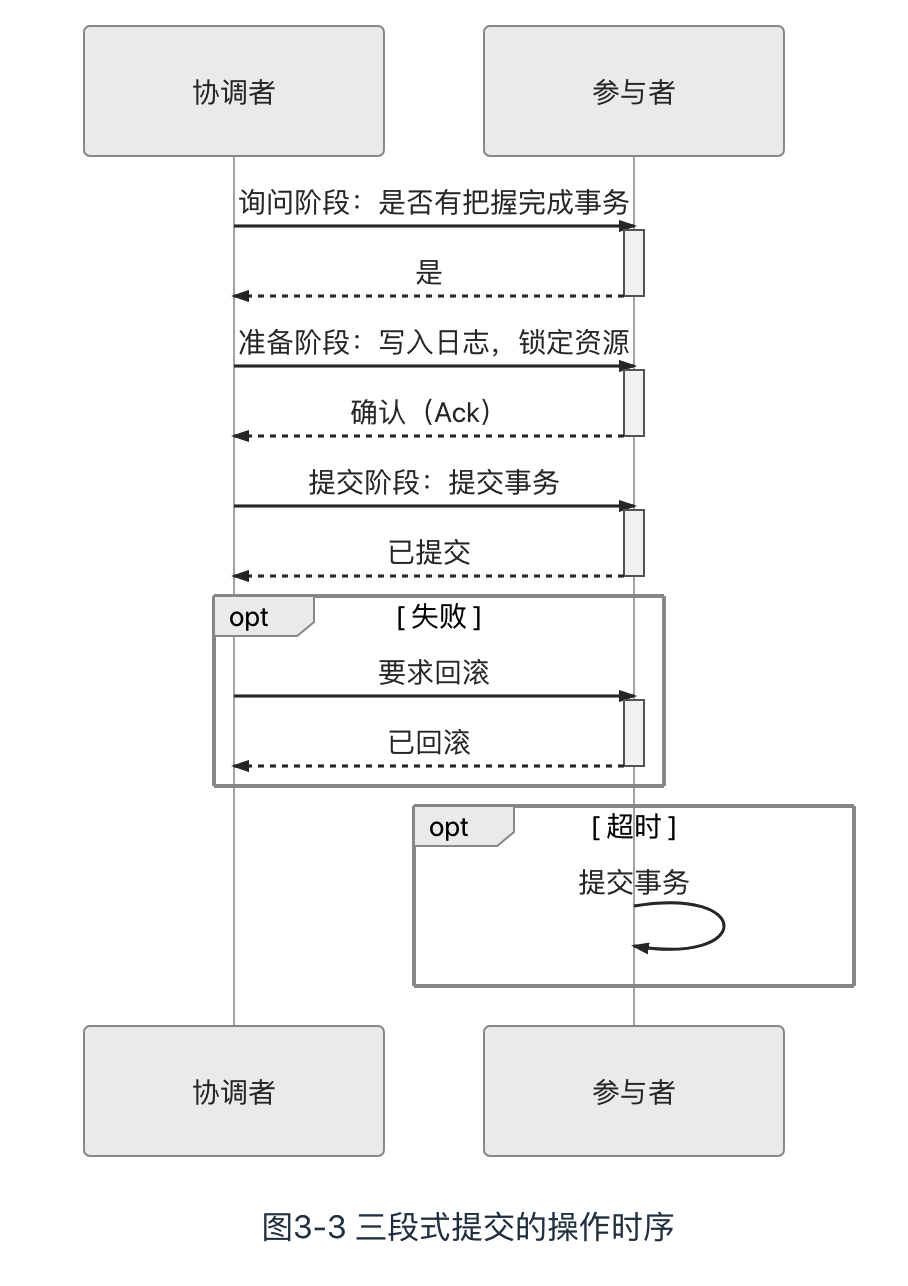 协调者
参与者
询问阶段：是否有把握完成事务
是
准备阶段：写入日志，锁定资源
确认（Ack）
提交阶段：提交事务
已提交
opt
[ 失败 ]
要求回滚
已回滚
opt
[ 超时 ]
提交事务
协调者
参与者
图3-3 三段式提交的操作时序